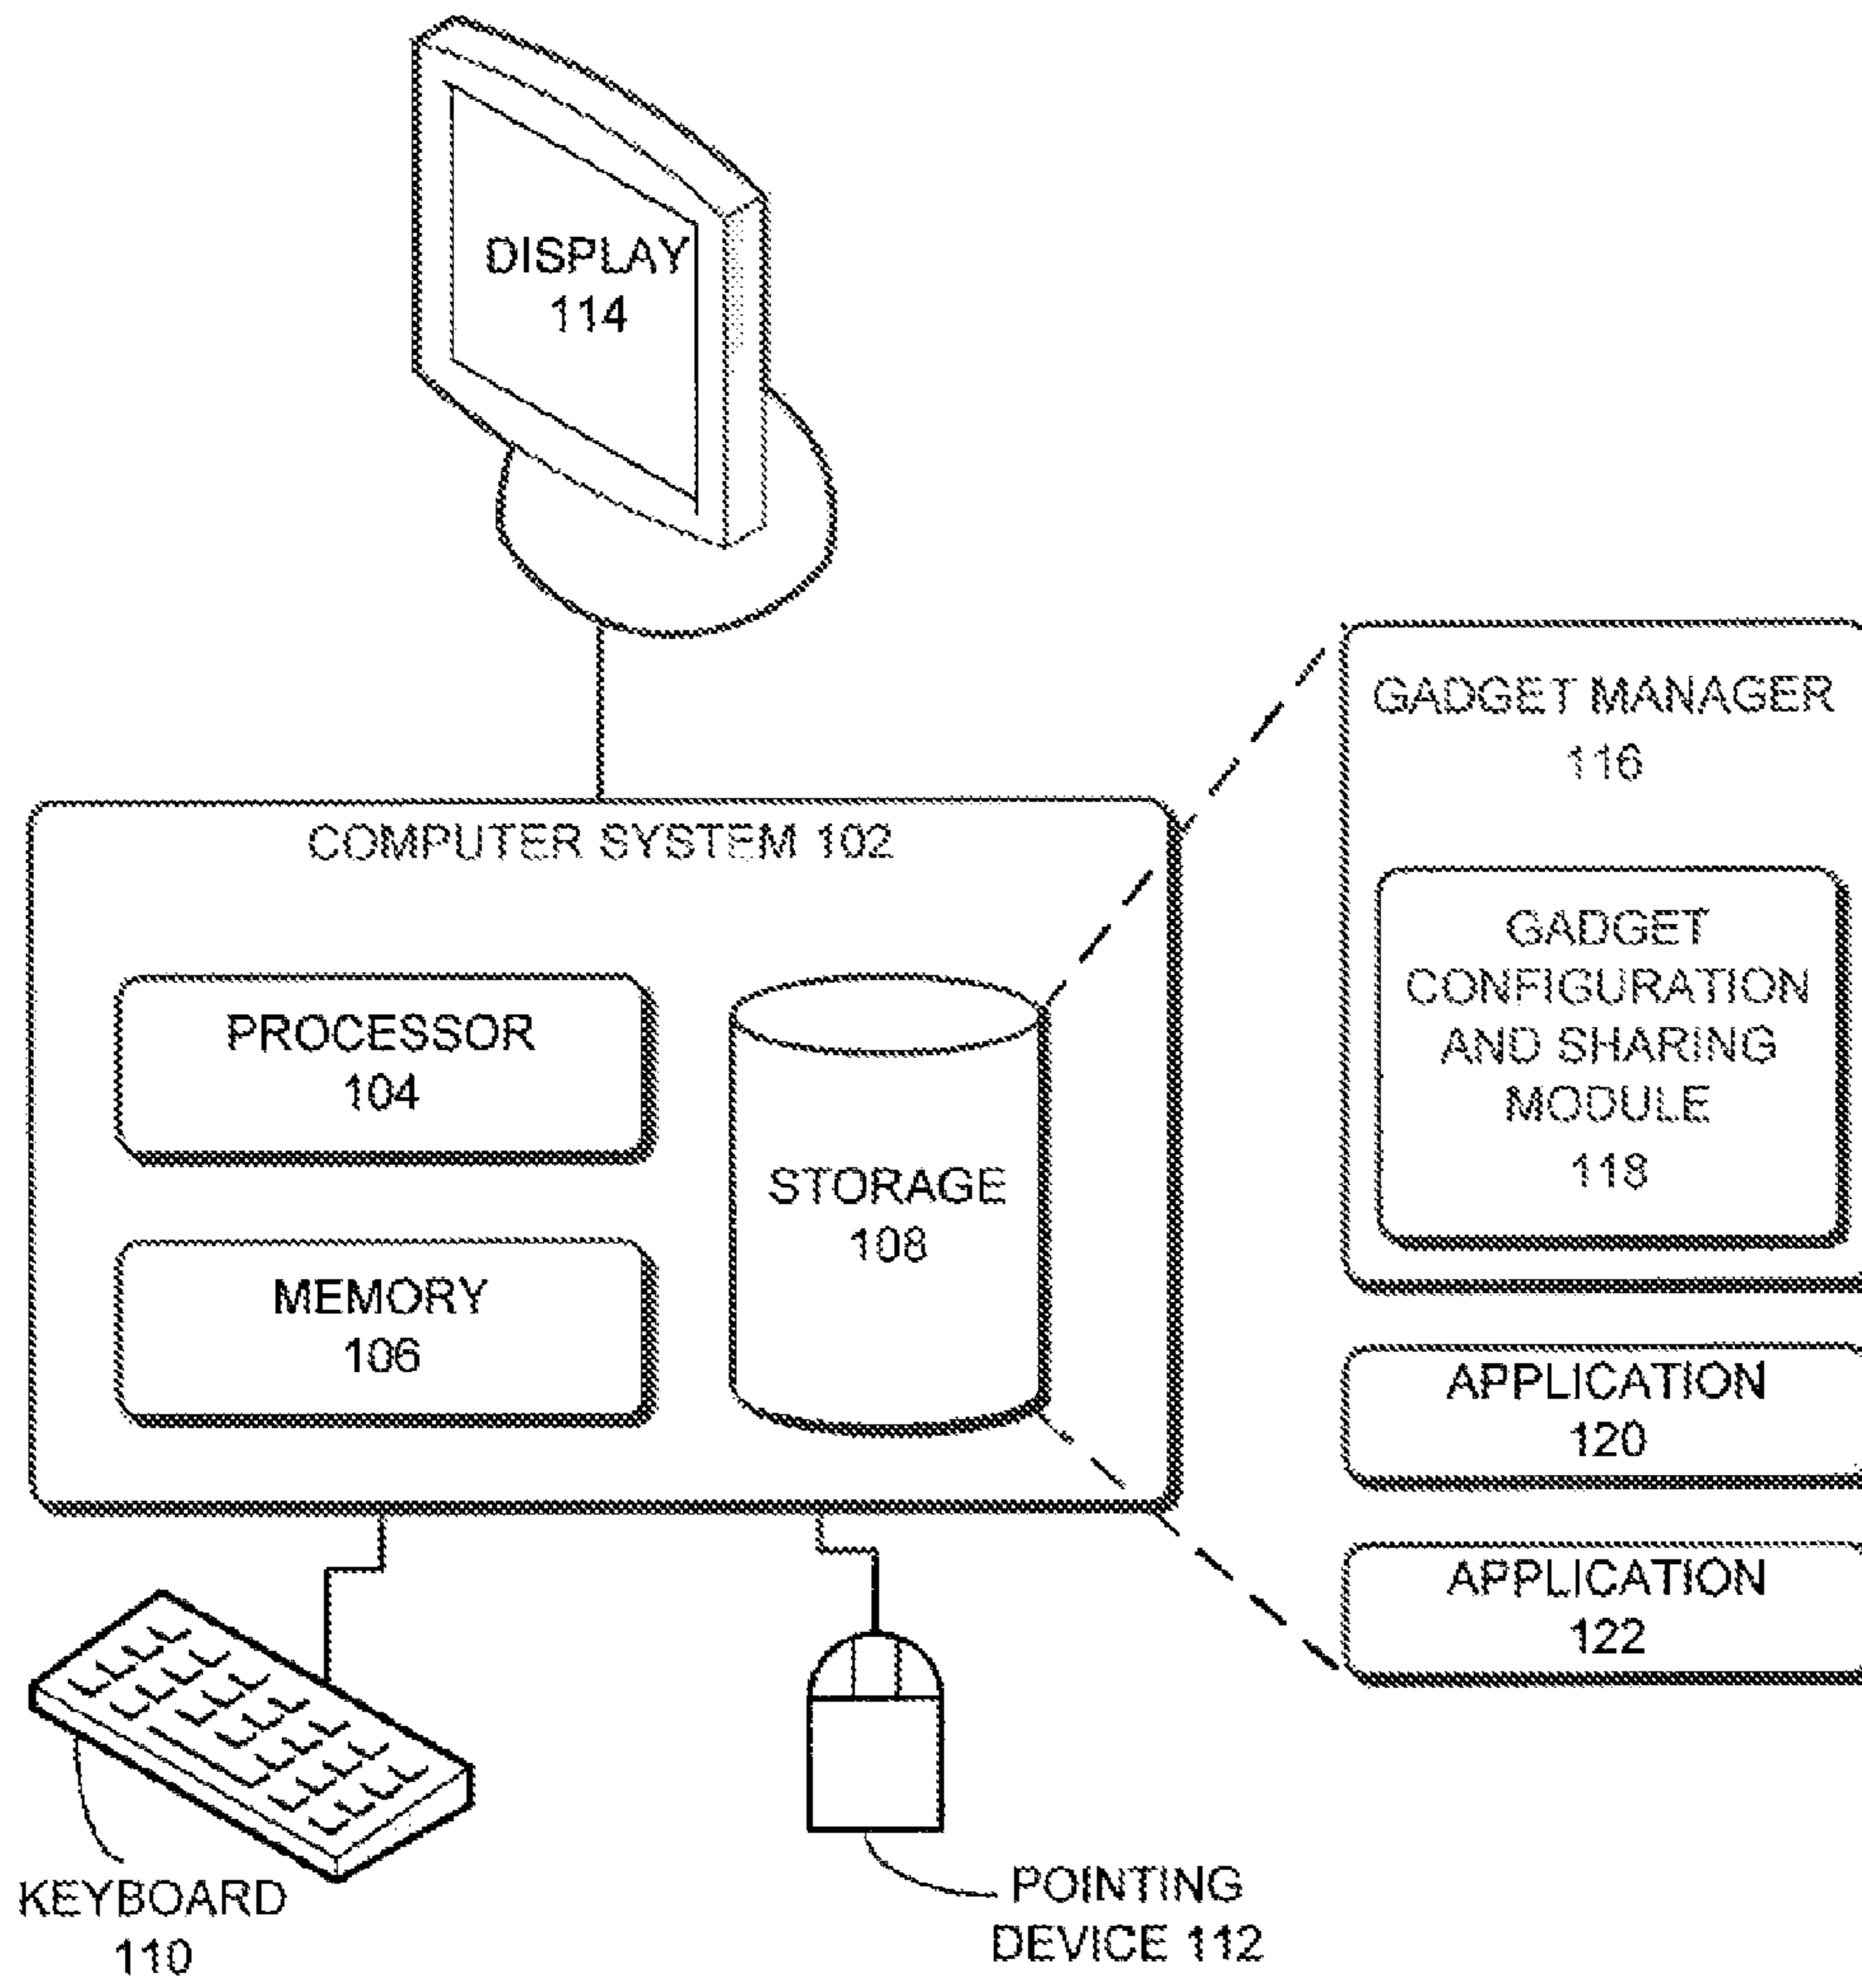 DISPLAY
114
GADGET MANAGER
116
COMPUTER SYSTEM 102
GADGET
CONFIGURATION
AND SHARING
MODULE
118
PROCESSOR
104
STORAGE
108
MEMORY
106
APPLICATION
120
APPLICATION
122
KEYBOARD
110
POINTING
DEVICE 112